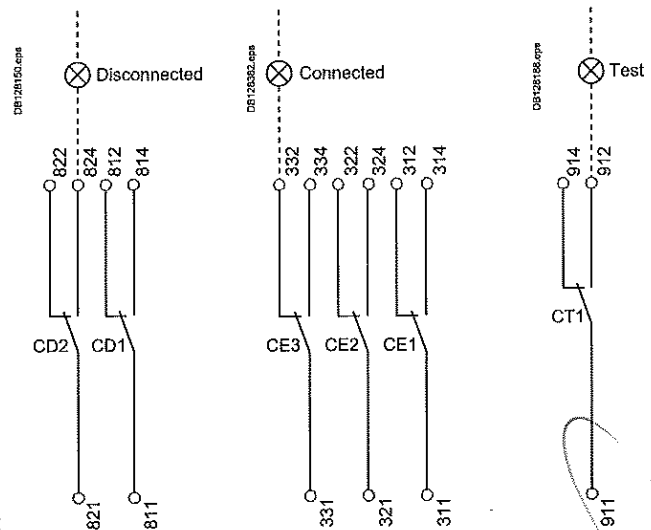 DB128150.eps
Disconnected
822
824
812
814
CD2
CD1
821
811
DB128382.eps
Connected
332
334
322
324
312
314
CE3
CE2
CE1
331
321
311
DB128188.eps
Test
914
912
CT1
911